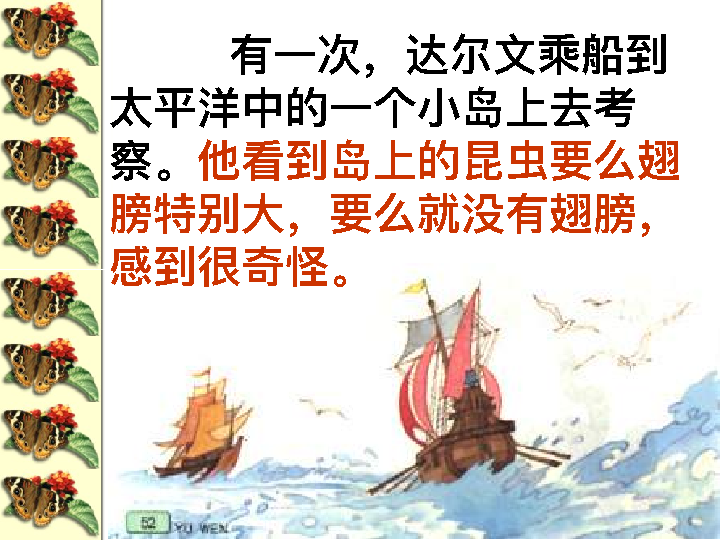 有一次，达尔文乘船到
太平洋中的一个小岛上去考
察。他看到岛上的昆虫要么翅
膀特别大，要么就没有翅膀，
感到很奇怪。
52 YU WEN